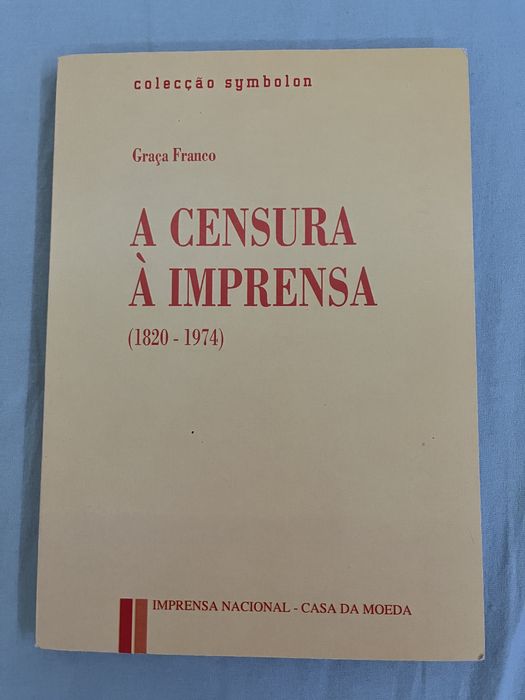 colecção symbolon
Graça Franco
A CENSURA
À IMPRENSA
(1820 - 1974)
IMPRENSA NACIONAL - CASA DA MOEDA